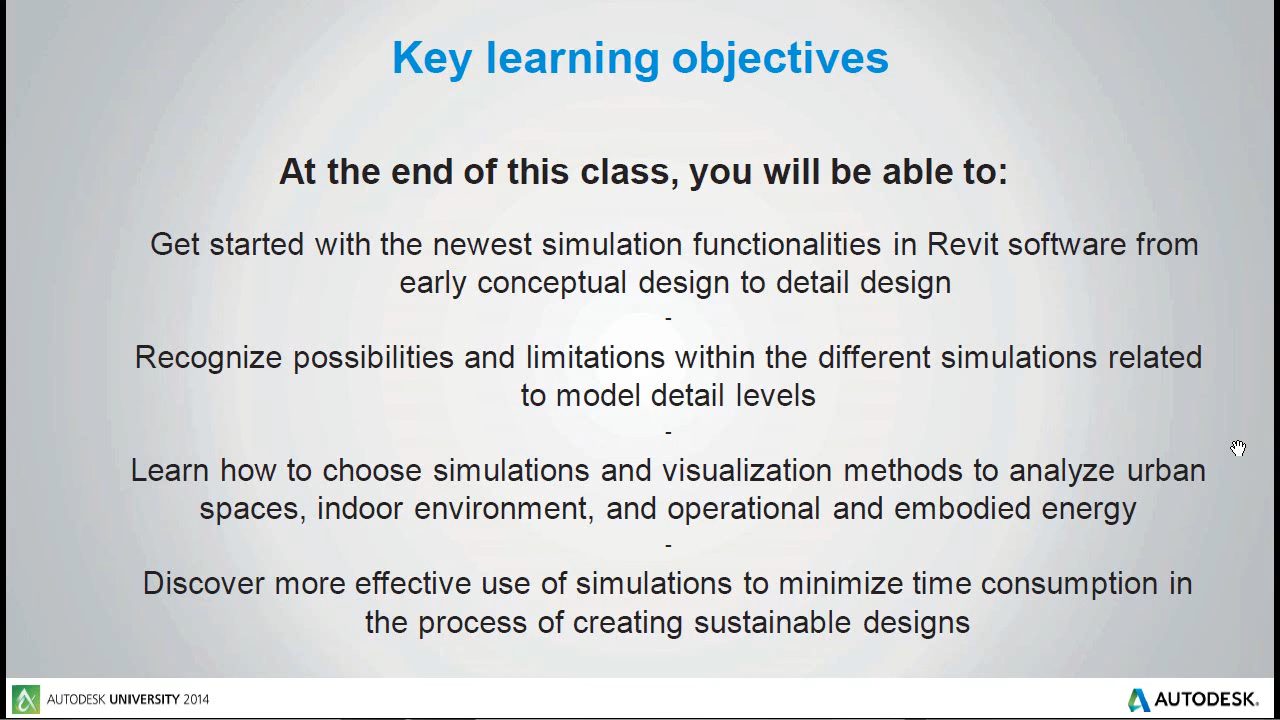 Key learning objectives
At the end of this class, you will be able to:
Get started with the newest simulation functionalities in Revit software from
early conceptual design to detail design
-
Recognize possibilities and limitations within the different simulations related
to model detail levels
-
Learn how to choose simulations and visualization methods to analyze urban
spaces, indoor environment, and operational and embodied energy
-
Discover more effective use of simulations to minimize time consumption in
the process of creating sustainable designs
AUTODESK UNIVERSITY 2014
AUTODESK.